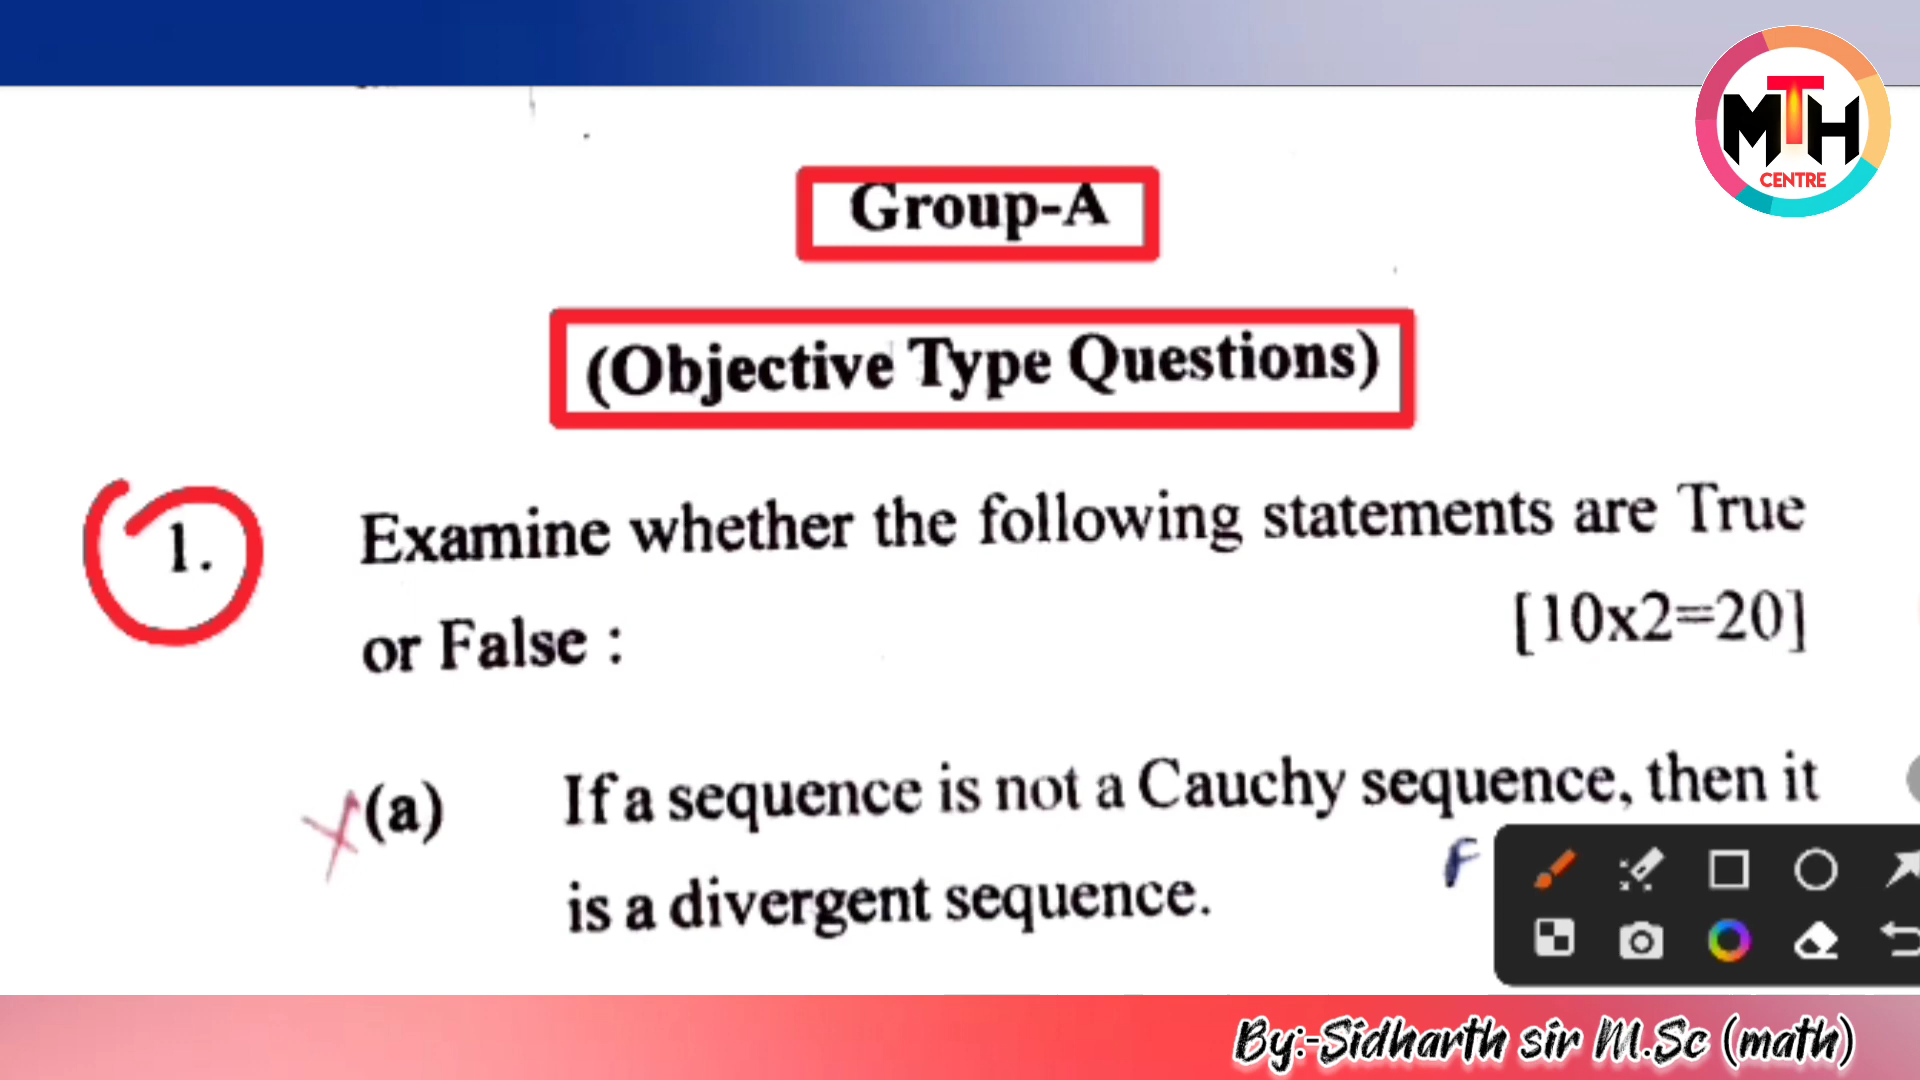 MTH
CENTRE
Group-A
(Objective Type Questions)
1. Examine whether the following statements are True
or False : [10x2=20]
(a) If a sequence is not a Cauchy sequence, then it
is a divergent sequence. F
By:-Sidharth sir M.Sc (math)